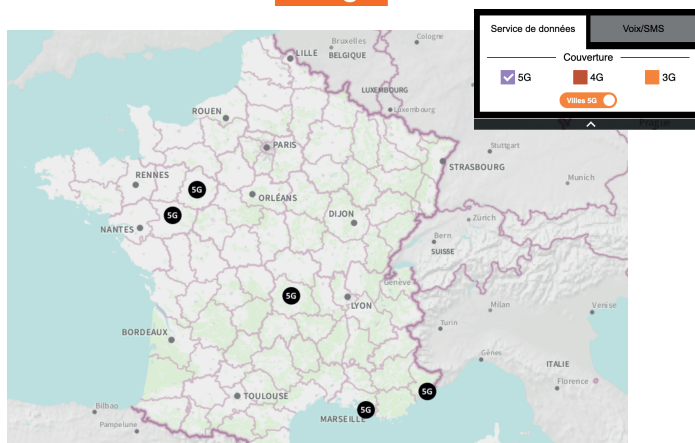 Service de données
Voix/SMS
Couverture
5G
4G
3G
Villes 5G
Bruxelles
Cologne
LILLE
BELGIQUE
LUXEMBOURG
Luxembourg
ROUEN
PARIS
Stuttgart
STRASBOURG
RENNES
Munich
5G
ORLÉANS
5G
DIJON
Zürich
NANTES
Bern
SUISSE
Genève
5G
LYON
Milan
Venise
Turin
BORDEAUX
Gênes
ITALIE
Florence
5G
TOULOUSE
Bilbao
5G
MARSEILLE
Pampelune